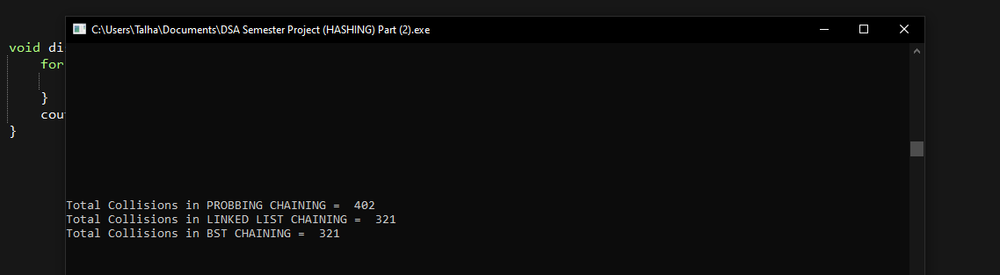 C:\Users\Talha\Documents\DSA Semester Project (HASHING) Part (2).exe
void dis
for
}
cou
}
Total Collisions in PROBBING CHAINING =  402
Total Collisions in LINKED LIST CHAINING =  321
Total Collisions in BST CHAINING =  321